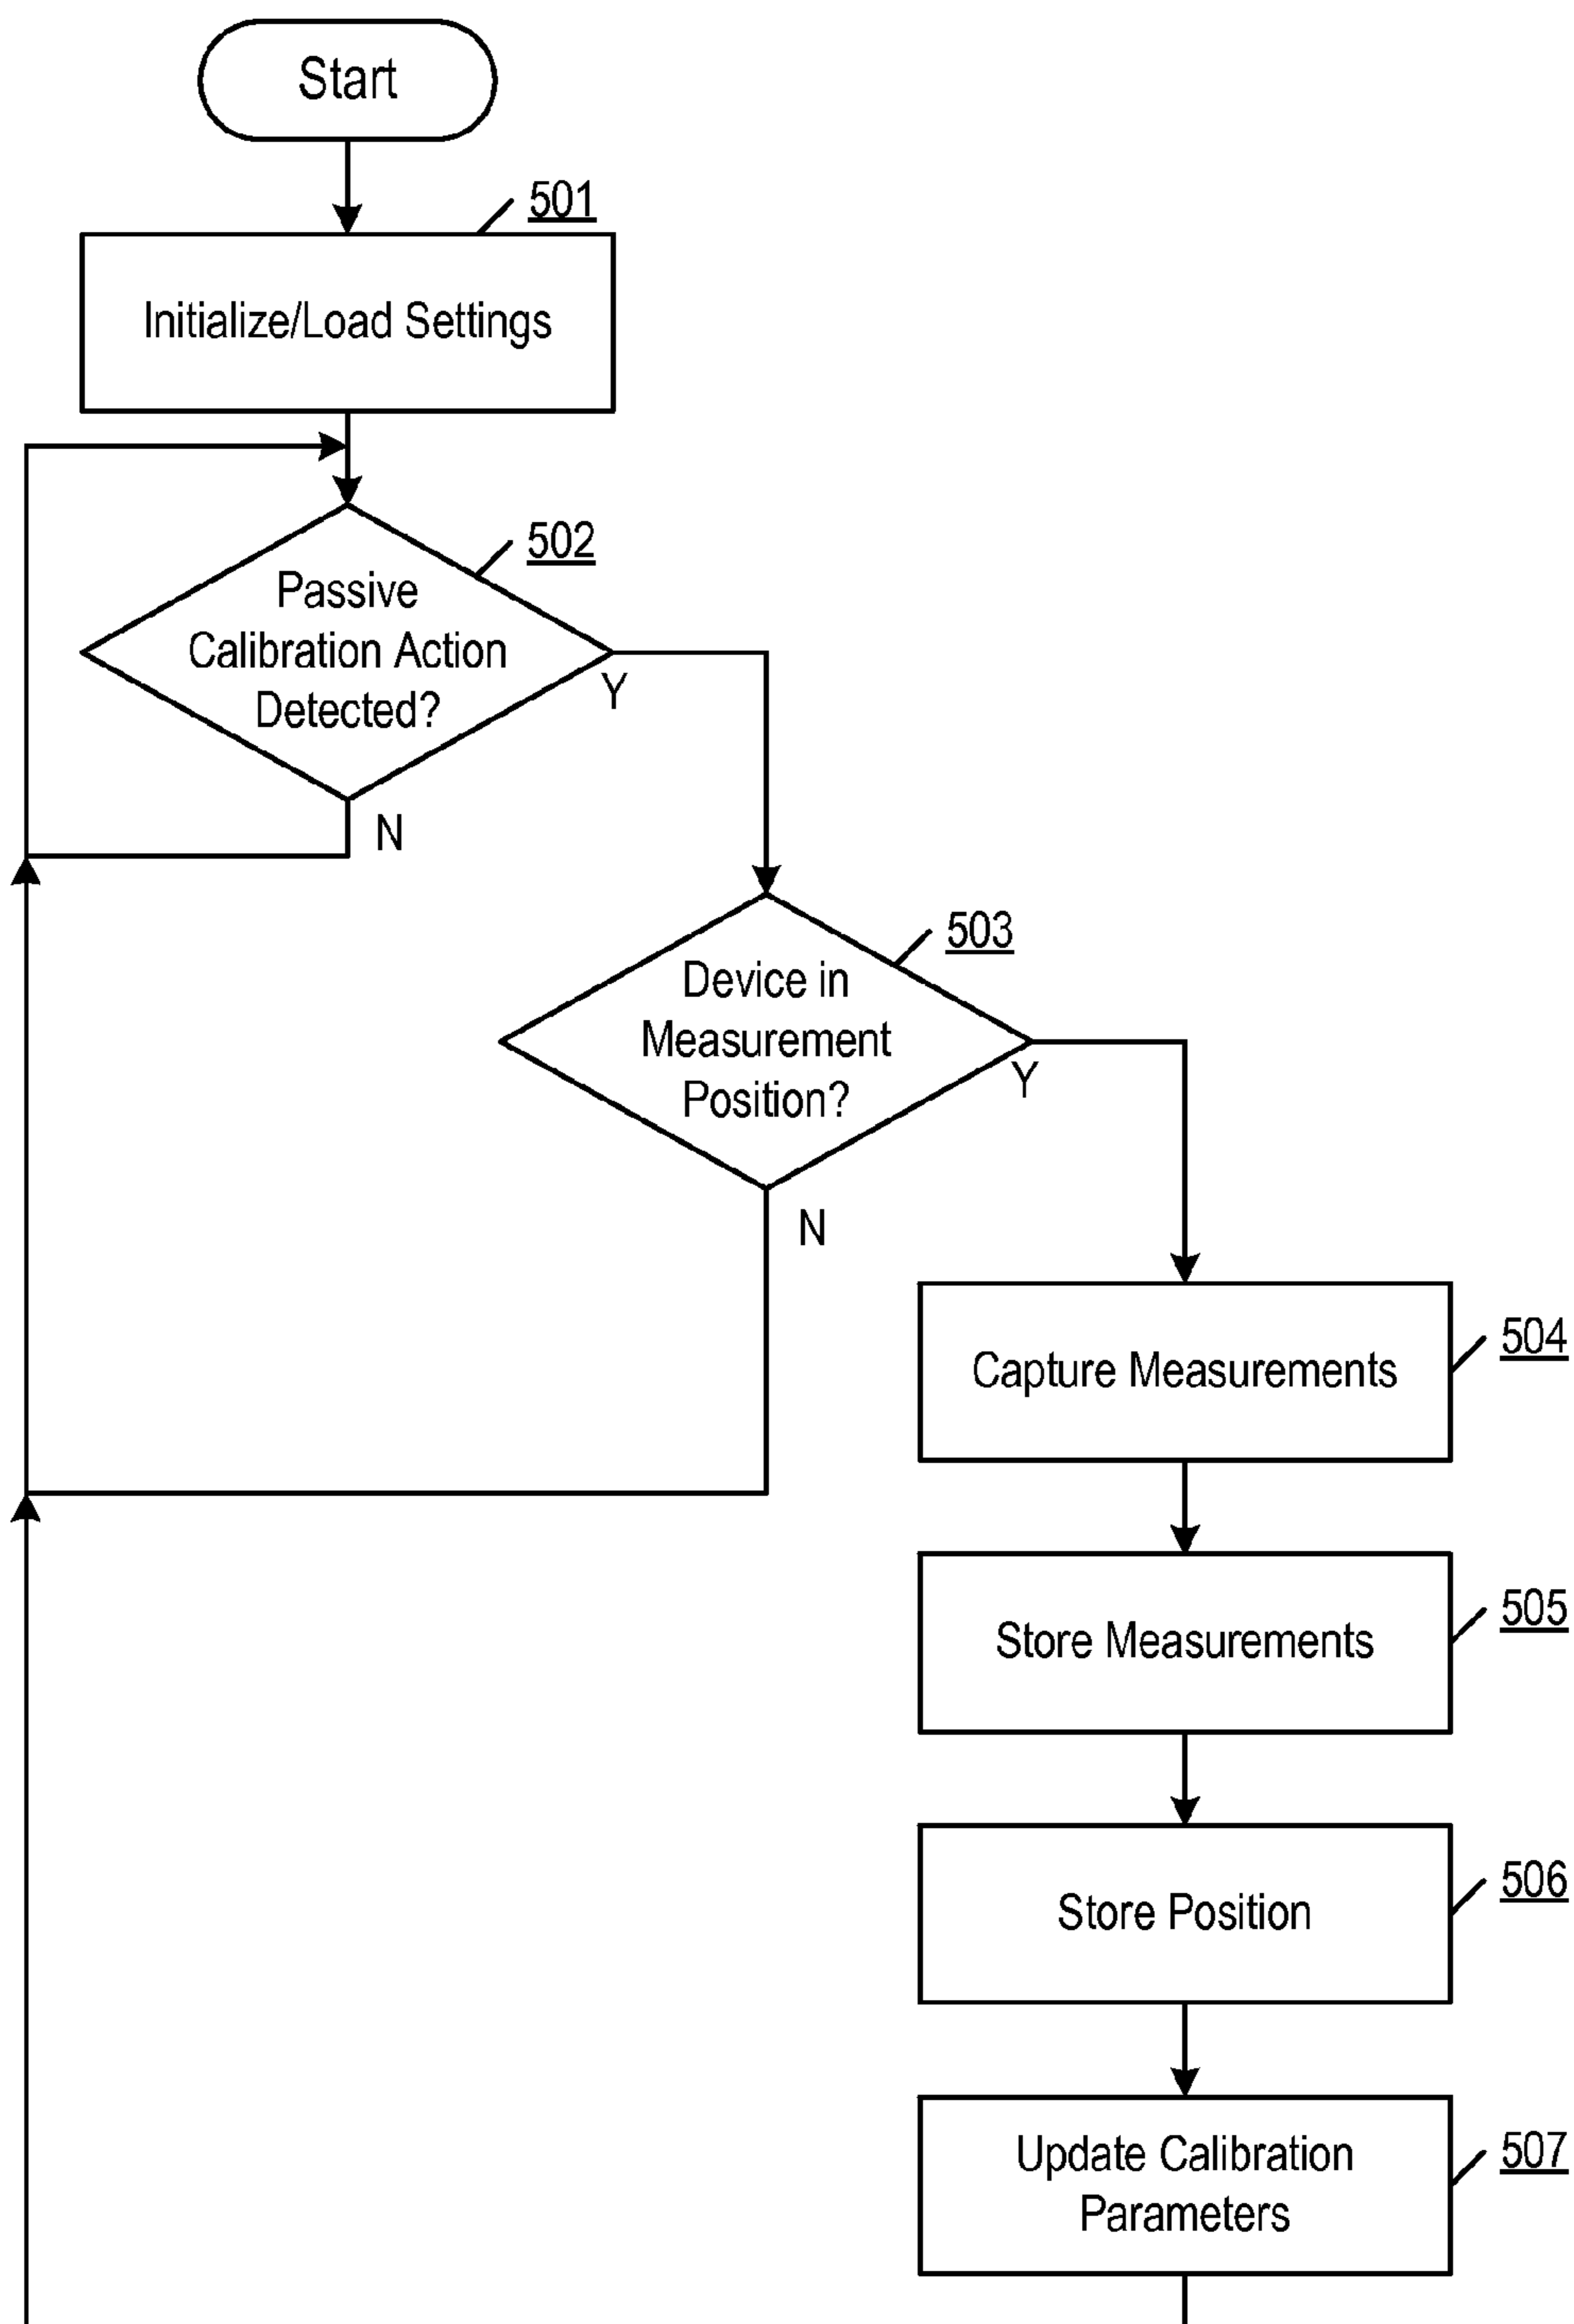 Start
501
Initialize/Load Settings
502
Passive
Calibration Action
Detected?
Y
N
503
Device in
Measurement
Position?
Y
N
504
Capture Measurements
505
Store Measurements
506
Store Position
507
Update Calibration
Parameters